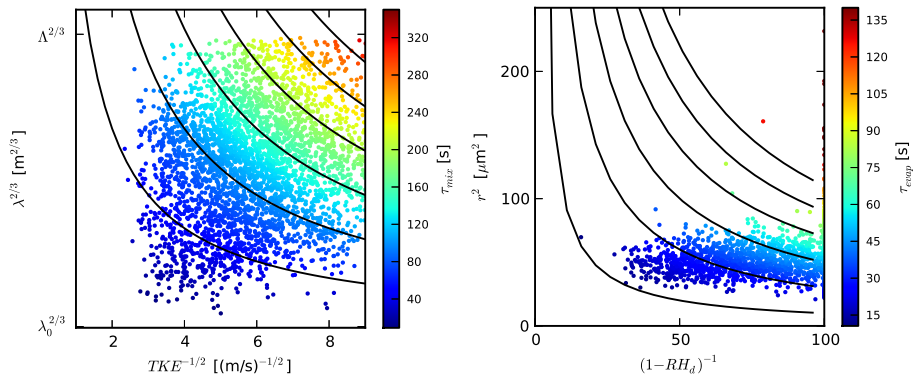 Λ^{2/3}
λ^{2/3} [m^{2/3}]
λ_0^{2/3}
2 4 6 8
TKE^{-1/2} [(m/s)^{-1/2}]
320
280
240
200
160
120
80
40
τ_{mix} [s]
200
100
0
r^2 [μm^2]
0 50 100
(1-RH_d)^{-1}
135
120
105
90
75
60
45
30
15
τ_{evap} [s]